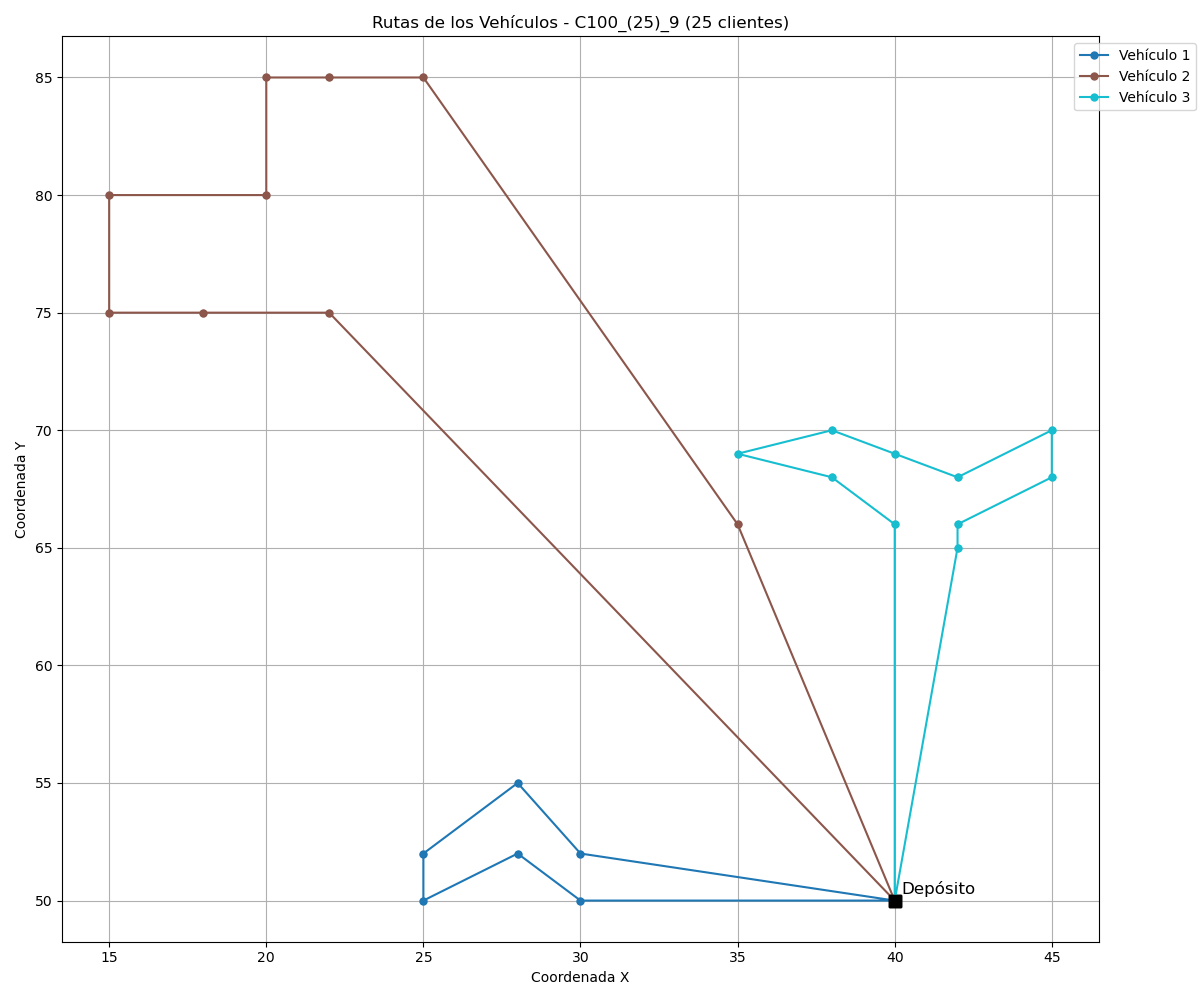 Rutas de los Vehículos - C100_(25)_9 (25 clientes)
Vehículo 1
Vehículo 2
Vehículo 3
Coordenada Y
85
80
75
70
65
60
55
50
Depósito
15 20 25 30 35 40 45
Coordenada X